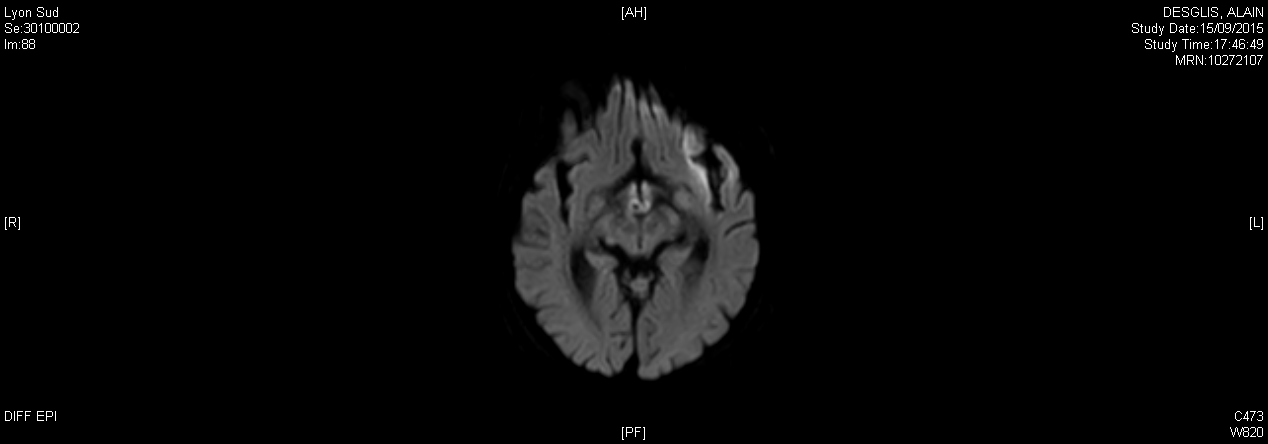 Lyon Sud
Se:30100002
Im:88
[AH]
DESGLIS, ALAIN
Study Date:15/09/2015
Study Time:17:46:49
MRN:10272107
[R]
[L]
DIFF EPI
[PF]
C473
W820